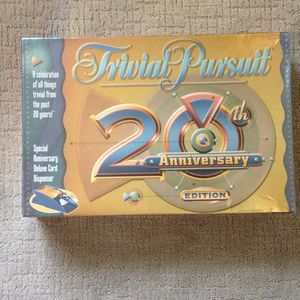 Trivial Pursuit
A celebration
of all things
trivial from
the past
20 years!
20th
Anniversary
EDITION
Special
Anniversary
Deluxe Card
Dispenser